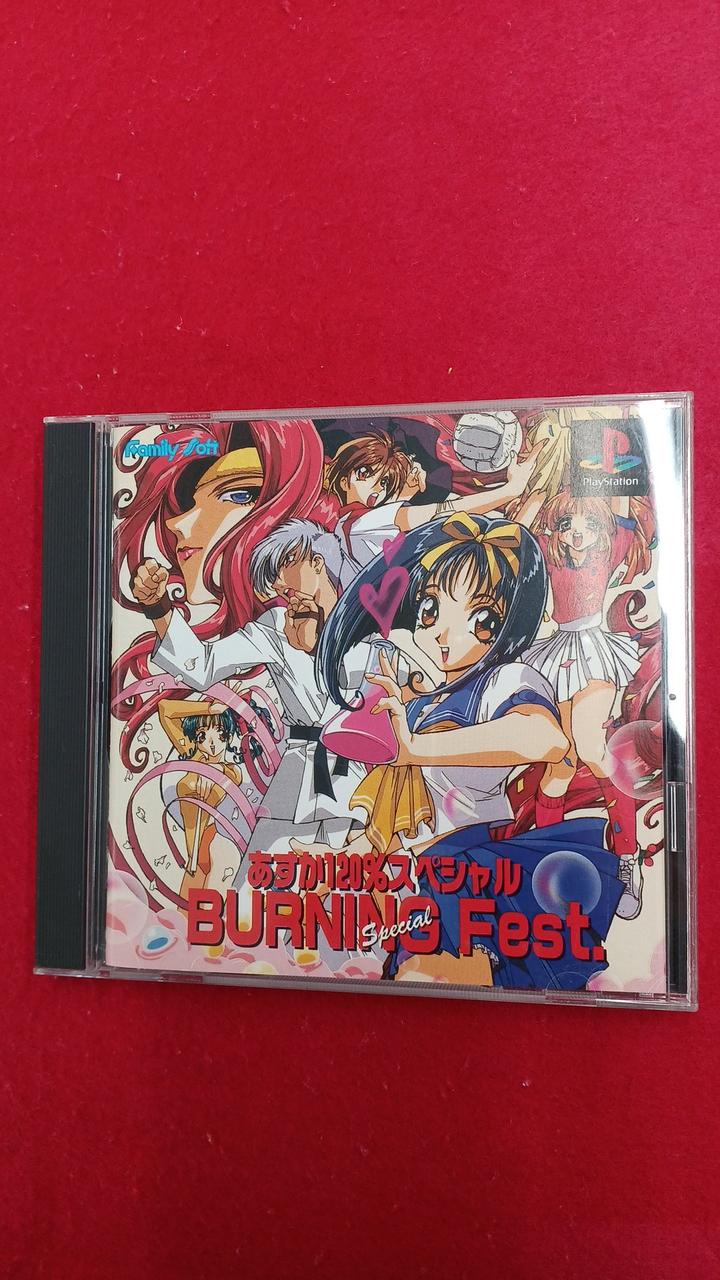 Family Soft
PlayStation
あすか120%スペシャル
BURNING Fest.
Special